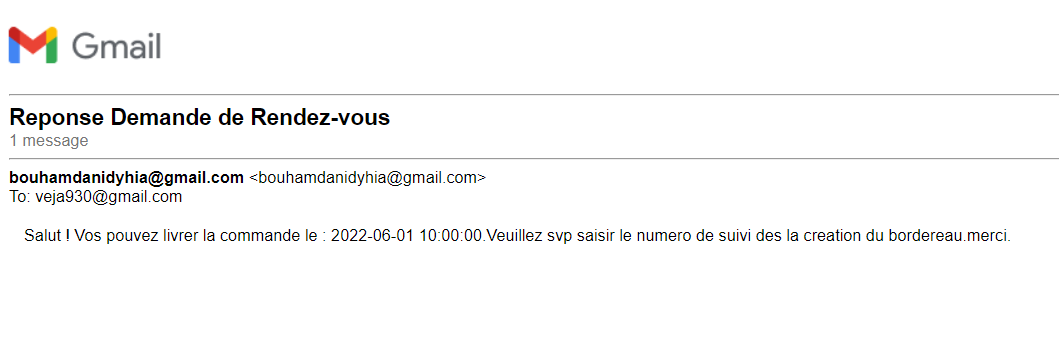 Gmail
Reponse Demande de Rendez-vous
1 message
bouhamdanidyhia@gmail.com <bouhamdanidyhia@gmail.com>
To: veja930@gmail.com
Salut ! Vos pouvez livrer la commande le : 2022-06-01 10:00:00.Veuillez svp saisir le numero de suivi des la creation du bordereau.merci.